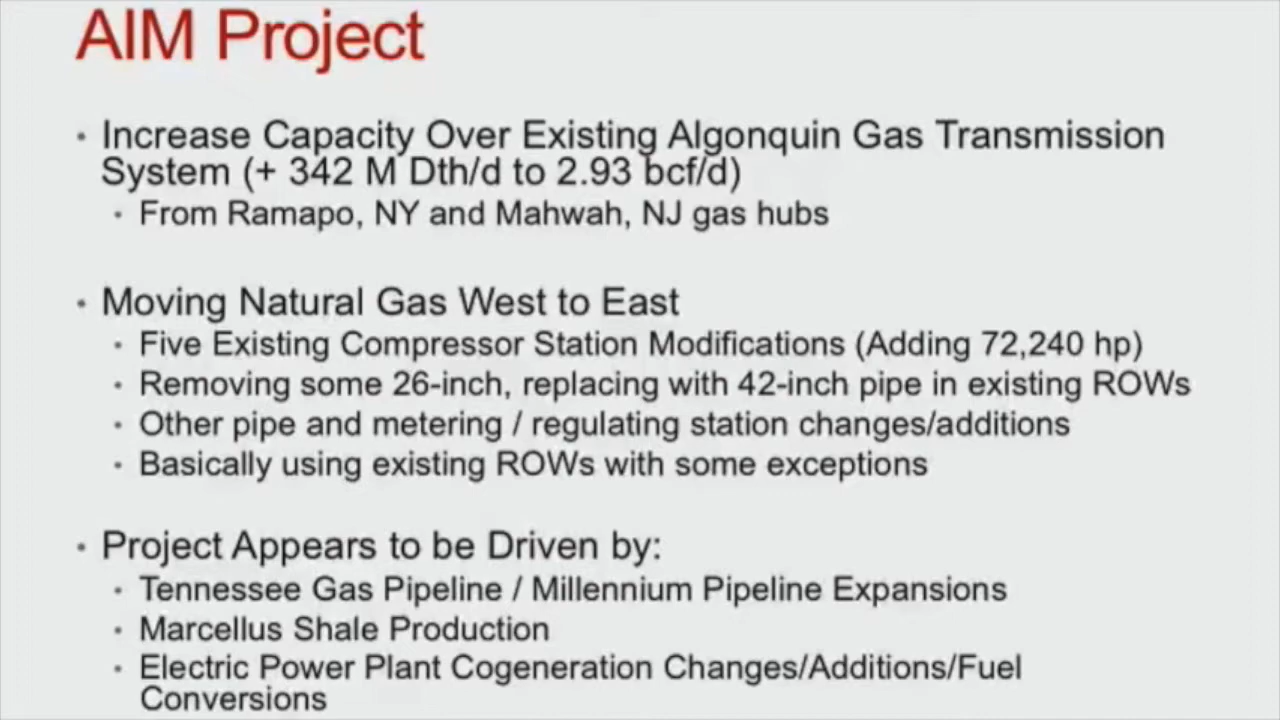 AIM Project
• Increase Capacity Over Existing Algonquin Gas Transmission
System (+ 342 M Dth/d to 2.93 bcf/d)
• From Ramapo, NY and Mahwah, NJ gas hubs
• Moving Natural Gas West to East
• Five Existing Compressor Station Modifications (Adding 72,240 hp)
• Removing some 26-inch, replacing with 42-inch pipe in existing ROWs
• Other pipe and metering / regulating station changes/additions
• Basically using existing ROWs with some exceptions
• Project Appears to be Driven by:
• Tennessee Gas Pipeline / Millennium Pipeline Expansions
• Marcellus Shale Production
• Electric Power Plant Cogeneration Changes/Additions/Fuel
Conversions